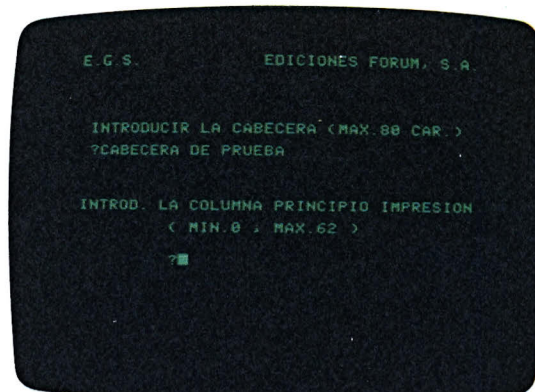 E.G.S. EDICIONES FORUM, S.A.
INTRODUCIR LA CABECERA (MAX.80 CAR.)
?CABECERA DE PRUEBA
INTROD. LA COLUMNA PRINCIPIO IMPRESION
( MIN.0 , MAX.62 )
?